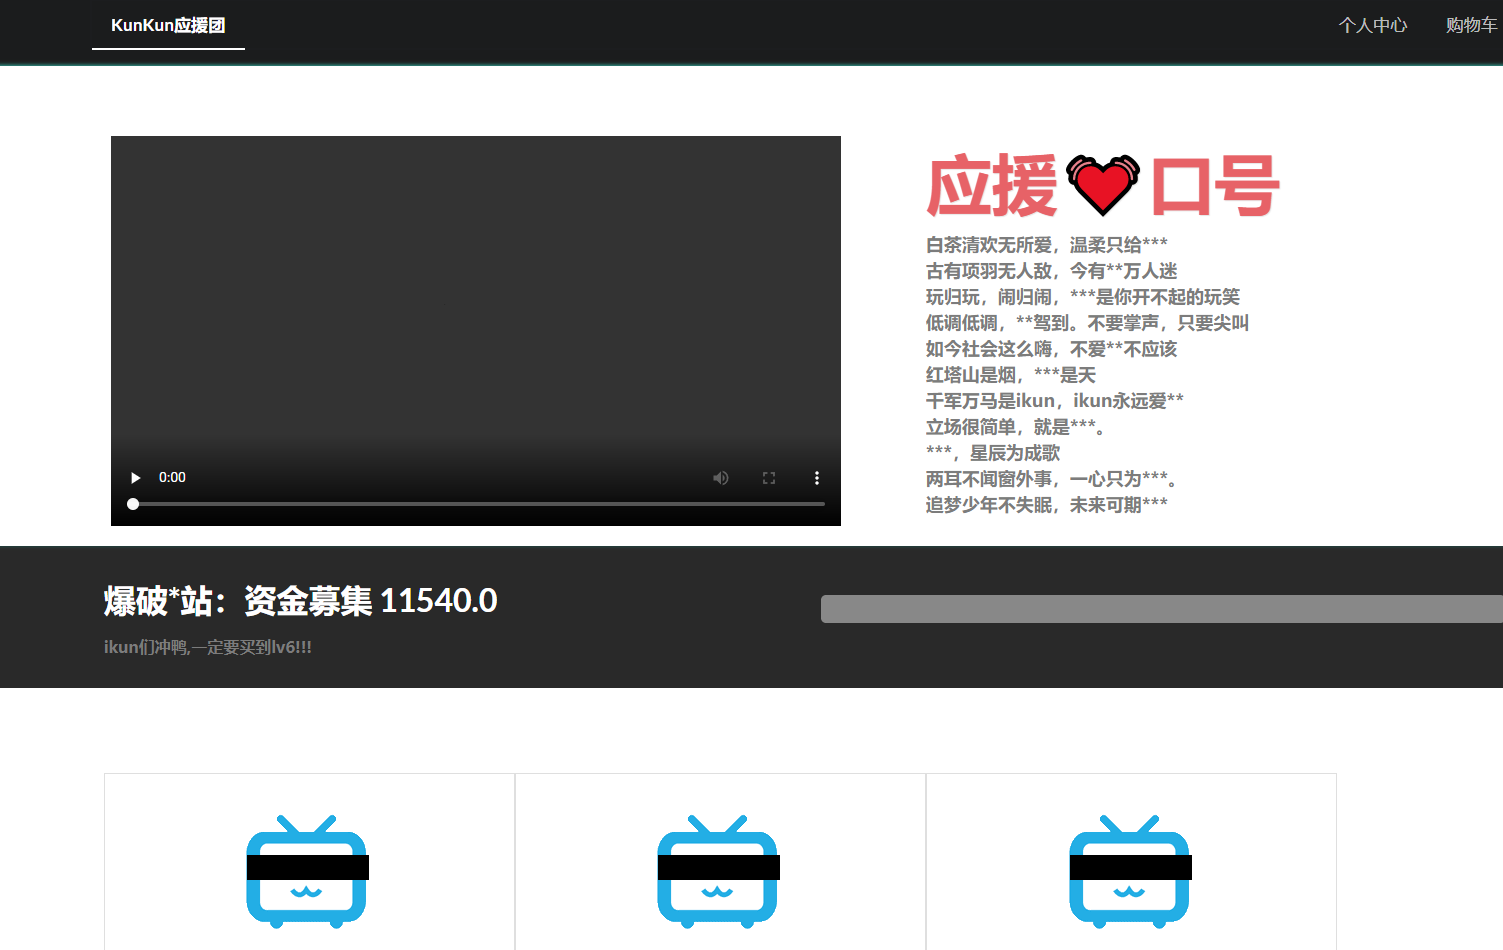 KunKun应援团
个人中心 购物车
0:00
应援❤口号
白茶清欢无所爱，温柔只给***
古有项羽无人敌，今有**万人迷
玩归玩，闹归闹，***是你开不起的玩笑
低调低调，**驾到。不要掌声，只要尖叫
如今社会这么嗨，不爱**不应该
红塔山是烟，***是天
千军万马是ikun，ikun永远爱**
立场很简单，就是***。
***，星辰为成歌
两耳不闻窗外事，一心只为***。
追梦少年不失眠，未来可期***
爆破*站：资金募集 11540.0
ikun们冲鸭,一定要买到lv6!!!